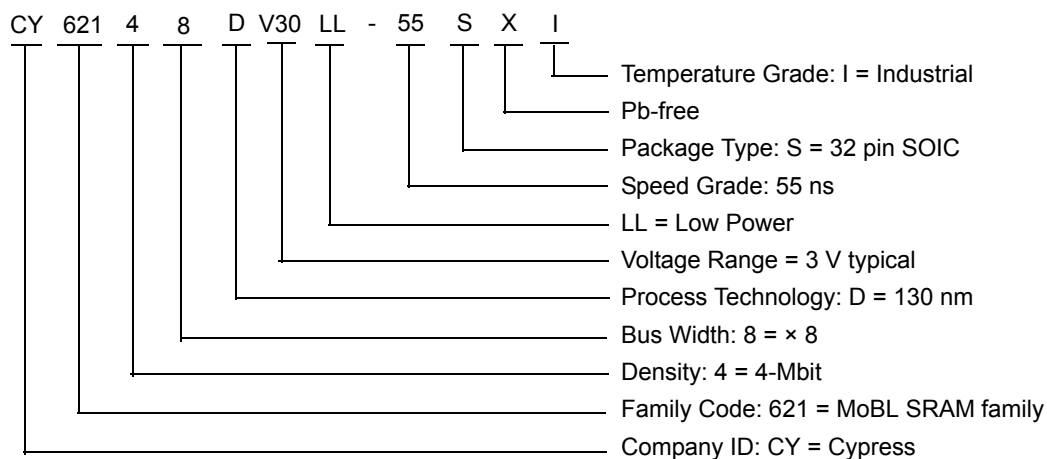 CY 621 4 8 D V30 LL - 55 S X I
Temperature Grade: I = Industrial
Pb-free
Package Type: S = 32 pin SOIC
Speed Grade: 55 ns
LL = Low Power
Voltage Range = 3 V typical
Process Technology: D = 130 nm
Bus Width: 8 = × 8
Density: 4 = 4-Mbit
Family Code: 621 = MoBL SRAM family
Company ID: CY = Cypress